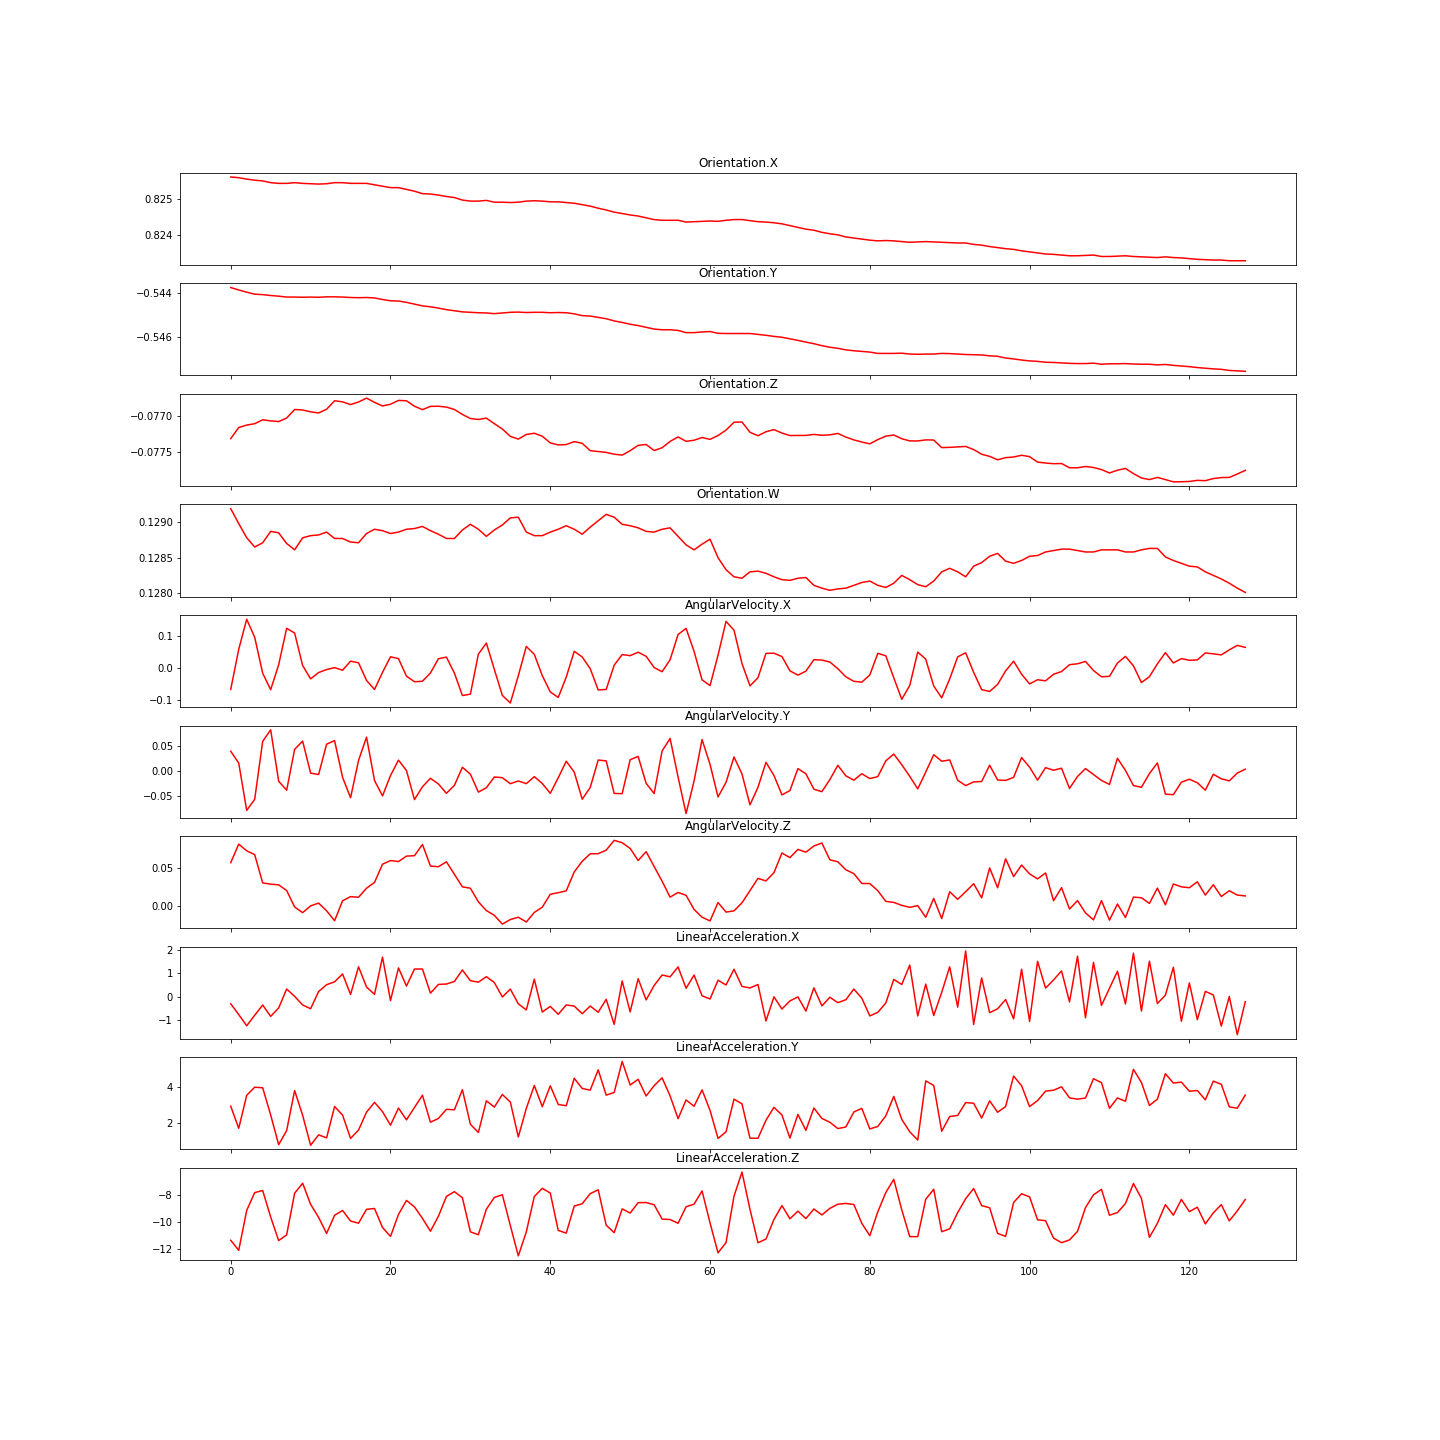 Orientation.X
0.825
0.824
Orientation.Y
−0.544
−0.546
Orientation.Z
−0.0770
−0.0775
Orientation.W
0.1290
0.1285
0.1280
AngularVelocity.X
0.1
0.0
−0.1
AngularVelocity.Y
0.05
0.00
−0.05
AngularVelocity.Z
0.05
0.00
LinearAcceleration.X
2
1
0
−1
LinearAcceleration.Y
4
2
LinearAcceleration.Z
−8
−10
−12
0 20 40 60 80 100 120